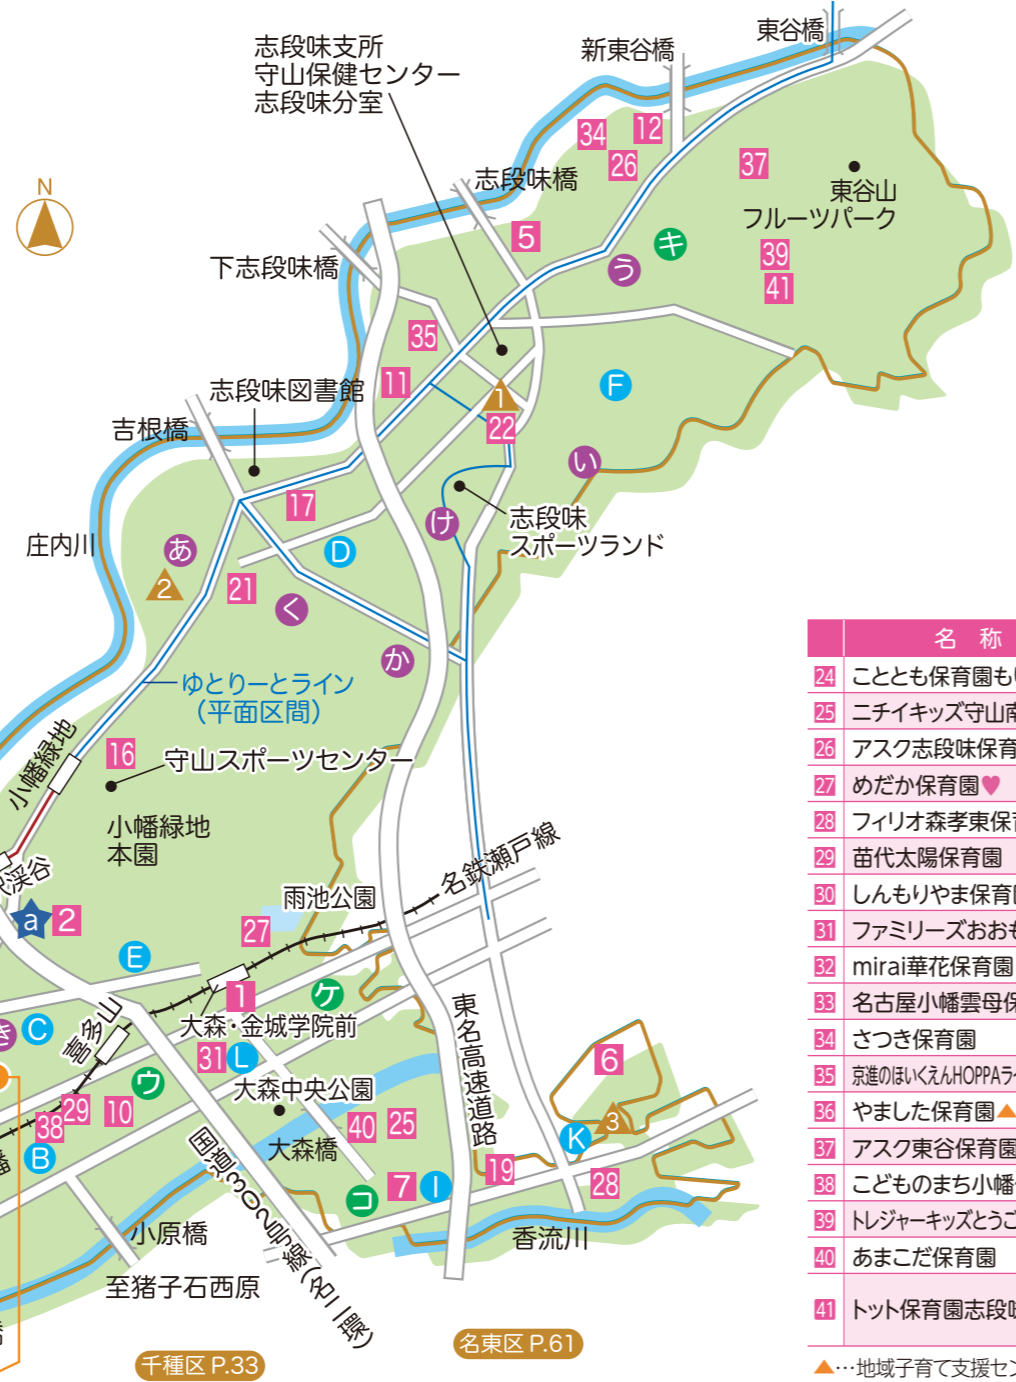 東谷橋
新東谷橋
志段味支所
守山保健センター
志段味分室
34
12
26
37
N
志段味橋
東谷山
フルーツパーク
5
キ
う
39
41
下志段味橋
35
11
1
22
F
志段味図書館
吉根橋
い
17
け
志段味
スポーツランド
庄内川
あ
D
2
21
く
か
ゆとりーとライン
(平面区間)
小幡緑地
16
守山スポーツセンター
小幡緑地
本園
名鉄瀬戸線
雨池公園
a
2
27
E
1
ケ
大森・金城学院前
き
C
喜多山
31
L
東名高速道路
6
ウ
大森中央公園
29
10
38
40
25
3
K
B
大森橋
国道302号線(名二環)
19
28
コ
7
I
小原橋
香流川
至猪子石西原
千種区 P.33
名東区 P.61
名 称
24 こととも保育園も
25 ニチイキッズ守山
26 アスク志段味保育
27 めだか保育園♥
28 フィリオ森孝東保
29 苗代太陽保育園
30 しんもりやま保育
31 ファミリーズおお
32 mirai華花保育園
33 名古屋小幡雲母保
34 さつき保育園
35 京進のほいくえんHOPPA
36 やました保育園▲
37 アスク東谷保育園
38 こどものまち小幡
39 トレジャーキッズとうご
40 あまこだ保育園
41 トット保育園志段
▲…地域子育て支援セン